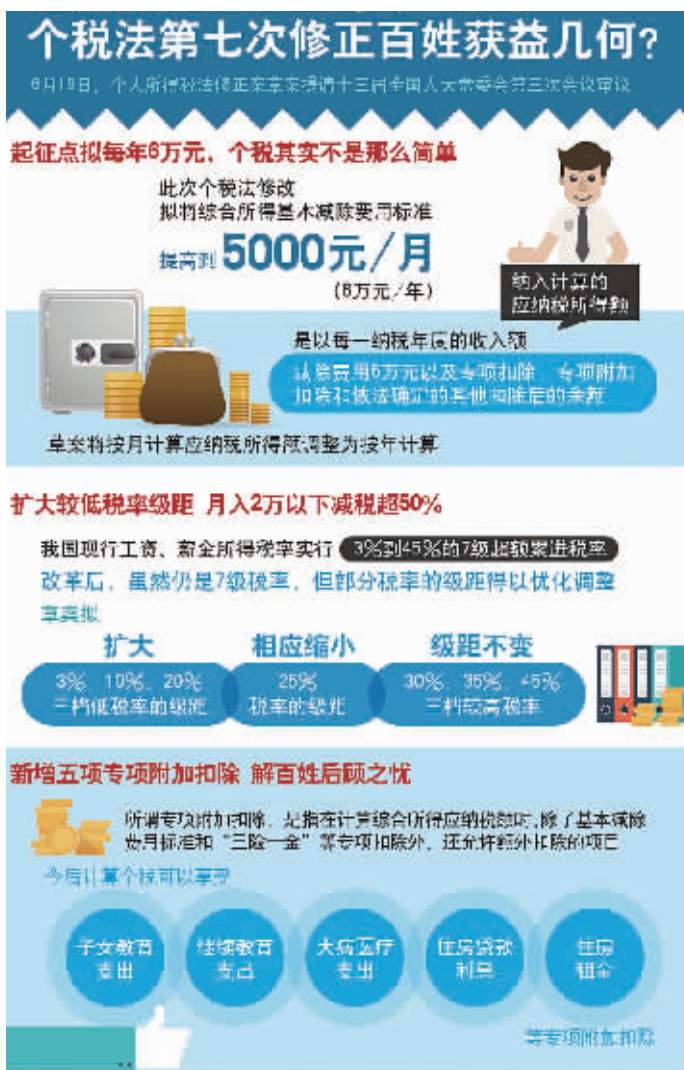 个税法第七次修正百姓获益几何?
6月19日,个人所得税法修正案草案提请十三届全国人大常委会第三次会议审议
起征点拟每年6万元,个税其实不是那么简单
此次个税法修改
拟将综合所得基本减除费用标准
提高到5000元/月
(6万元/年)
纳入计算的
应纳税所得额
是以每一纳税年度的收入额
减除费用6万元以及专项扣除、专项附加
扣除和依法确定的其他扣除后的余额
草案将按月计算应纳税所得额调整为按年计算
扩大较低税率级距 月入2万以下减税超50%
我国现行工资、薪金所得税率实行 3%到45%的7级超额累进税率
改革后,虽然仍是7级税率,但部分税率的级距得以优化调整
草案拟
扩大
3%、10%、20%
三档低税率的级距
相应缩小
25%
税率的级距
级距不变
30%、35%、45%
三档较高税率
新增五项专项附加扣除 解百姓后顾之忧
所谓专项附加扣除,是指在计算综合所得应纳税额时,除了基本减除
费用标准和“三险一金”等专项扣除外,还允许额外扣除的项目
今后计算个税可以享受
子女教育
支出
继续教育
支出
大病医疗
支出
住房贷款
利息
住房
租金
等专项附加扣除